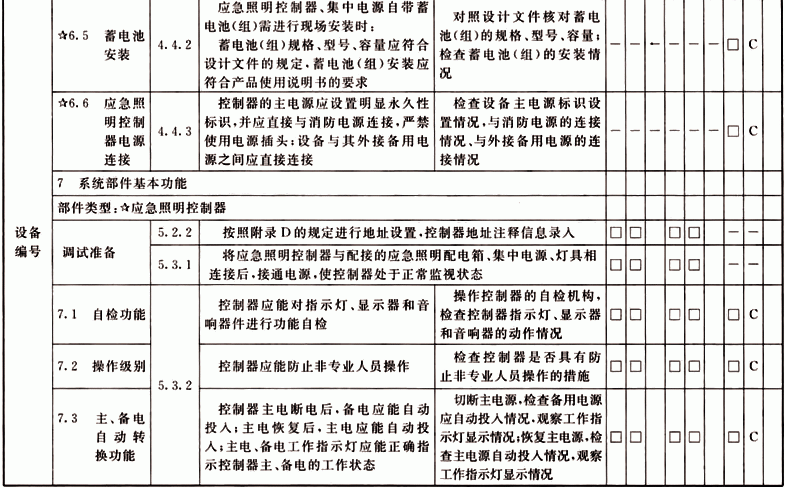 应急照明控制器、集中电源自带蓄
电池(组)需进行现场安装时:
☆6.5 蓄电池
安装
4.4.2
蓄电池(组)规格、型号、容量应符合
设计文件的规定,蓄电池(组)安装应
符合产品使用说明书的要求
对照设计文件核对蓄电
池(组)的规格、型号、容量;
检查蓄电池(组)的安装情
况
— — — — — — □ C
☆6.6 应急照
明控制
器电源
连接
4.4.3
控制器的主电源应设置明显永久性
标识,并应直接与消防电源连接,严禁
使用电源插头;设备与其外接备用电
源之间应直接连接
检查设备主电源标识设
置情况,与消防电源的连接
情况、与外接备用电源的连
接情况
— — — — — — □ C
7 系统部件基本功能
部件类型:☆应急照明控制器
设备
编号
调试准备
5.2.2
按照附录 D 的规定进行地址设置,控制器地址注释信息录入
□ □ □ □ — —
5.3.1
将应急照明控制器与配接的应急照明配电箱、集中电源、灯具相
连接后,接通电源,使控制器处于正常监视状态
□ □ □ □ — —
7.1 自检功能
5.3.2
控制器应能对指示灯、显示器和音
响器件进行功能自检
操作控制器的自检机构,
检查控制器指示灯、显示器
和音响器的动作情况
□ □ □ □ □ C
7.2 操作级别
控制器应能防止非专业人员操作
检查控制器是否具有防
止非专业人员操作的措施
□ □ □ □ □ C
7.3 主、备电
自动转
换功能
控制器主电断电后,备电应能自动
投入;主电恢复后,主电应能自动投
入;主电、备电工作指示灯应能正确指
示控制器主、备电的工作状态
切断主电源,检查备用电源
应自动投入情况,观察工作指
示灯显示情况;恢复主电源,检
查主电源自动投入情况,观察
工作指示灯显示情况
□ □ □ □ □ C